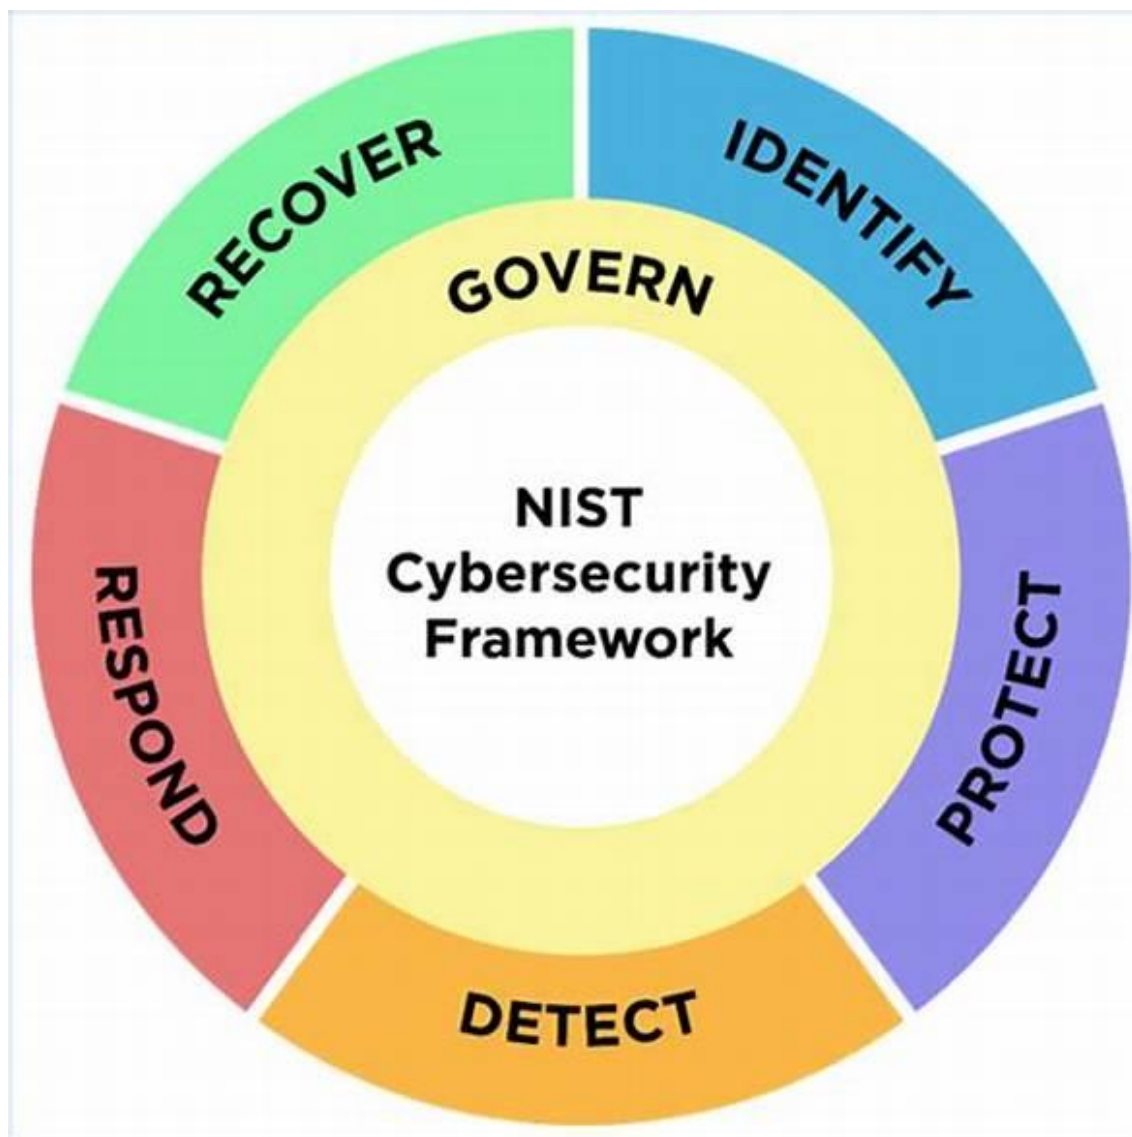 RECOVER
IDENTIFY
GOVERN
NIST
Cybersecurity
Framework
RESPOND
PROTECT
DETECT